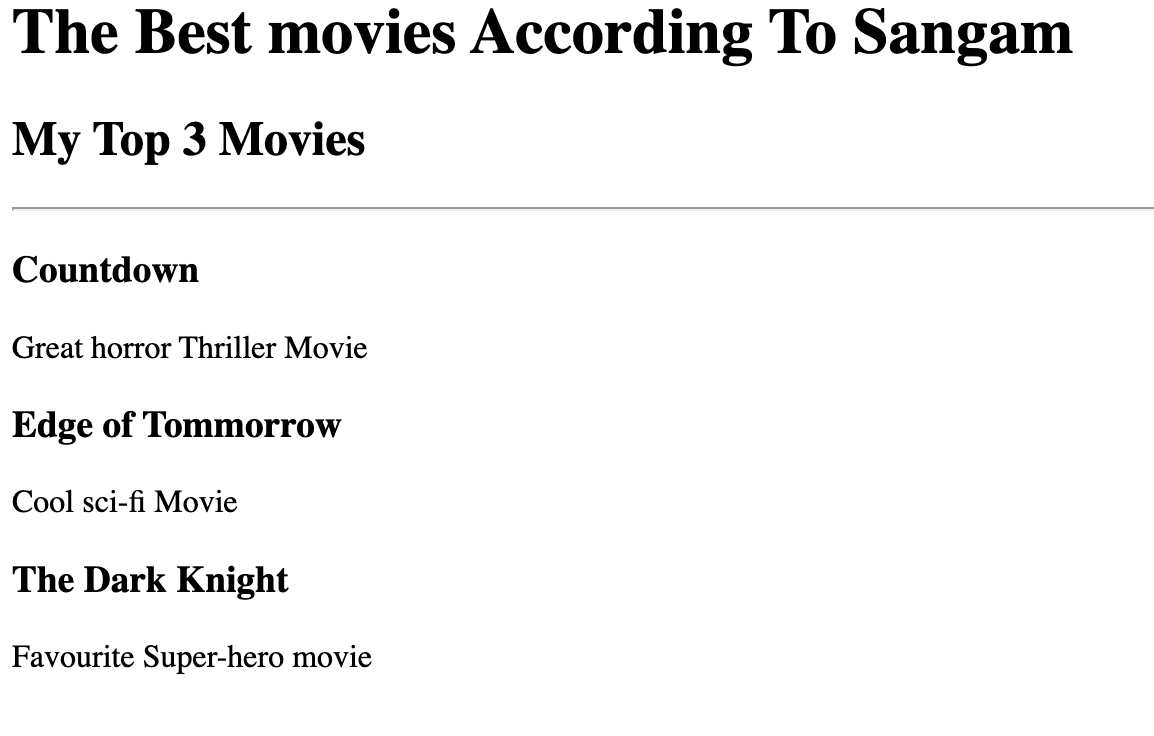 The Best movies According To Sangam
My Top 3 Movies
Countdown
Great horror Thriller Movie
Edge of Tommorrow
Cool sci-fi Movie
The Dark Knight
Favourite Super-hero movie